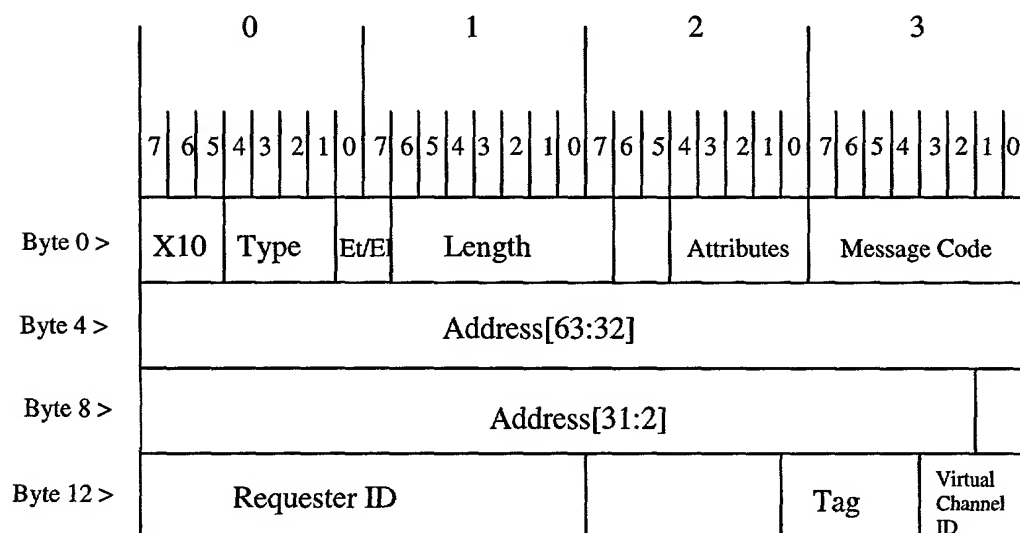 0 1 2 3
7 6 5 4 3 2 1 0 7 6 5 4 3 2 1 0 7 6 5 4 3 2 1 0 7 6 5 4 3 2 1 0
Byte 0 > X10 Type Et/El Length Attributes Message Code
Byte 4 > Address[63:32]
Byte 8 > Address[31:2]
Byte 12 > Requester ID Tag Virtual
Channel
ID